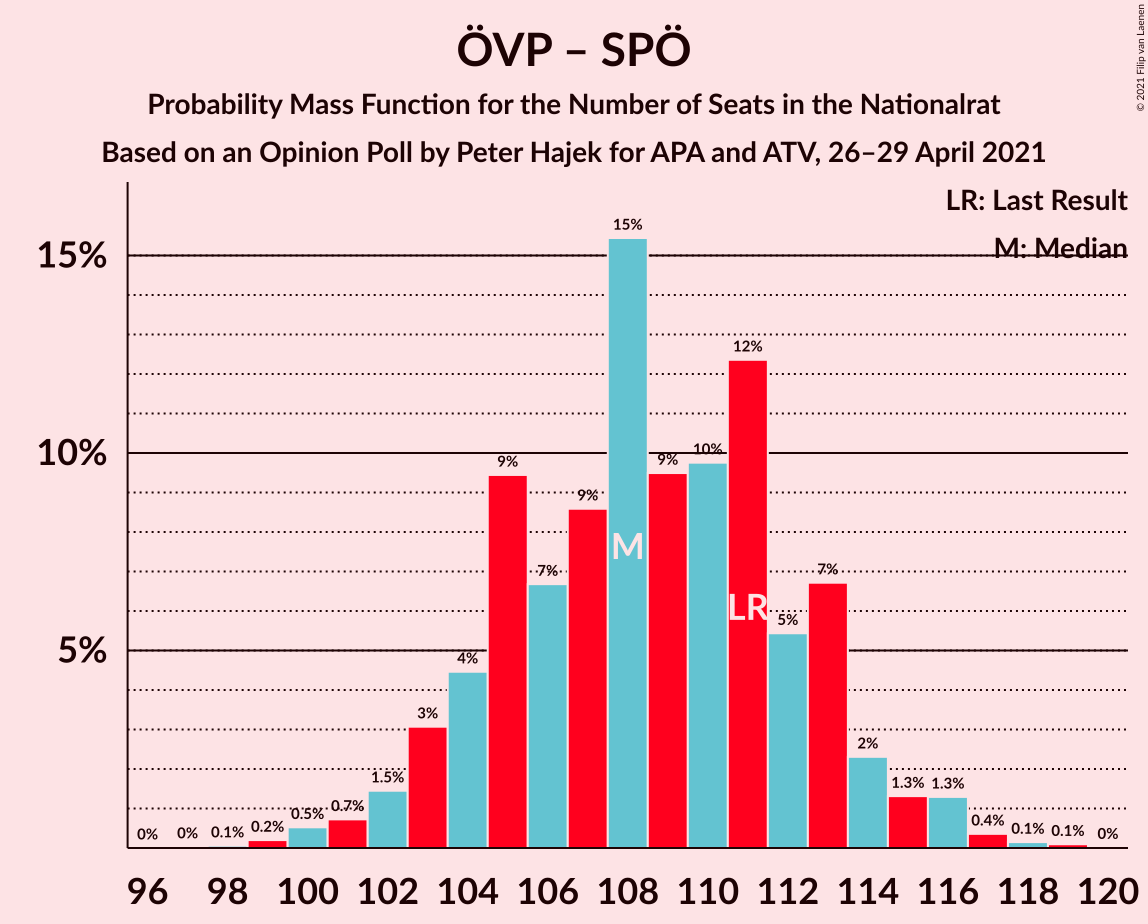 ÖVP – SPÖ
Probability Mass Function for the Number of Seats in the Nationalrat
Based on an Opinion Poll by Peter Hajek for APA and ATV, 26–29 April 2021
© 2021 Filip van Laenen
LR: Last Result
M: Median
15%
10%
5%
0% 0% 0.1% 0.2% 0.5% 0.7% 1.5% 3% 4% 9% 7% 9% 15% 9% 10% 12% 5% 7% 2% 1.3% 1.3% 0.4% 0.1% 0.1% 0%
M
LR
96 98 100 102 104 106 108 110 112 114 116 118 120